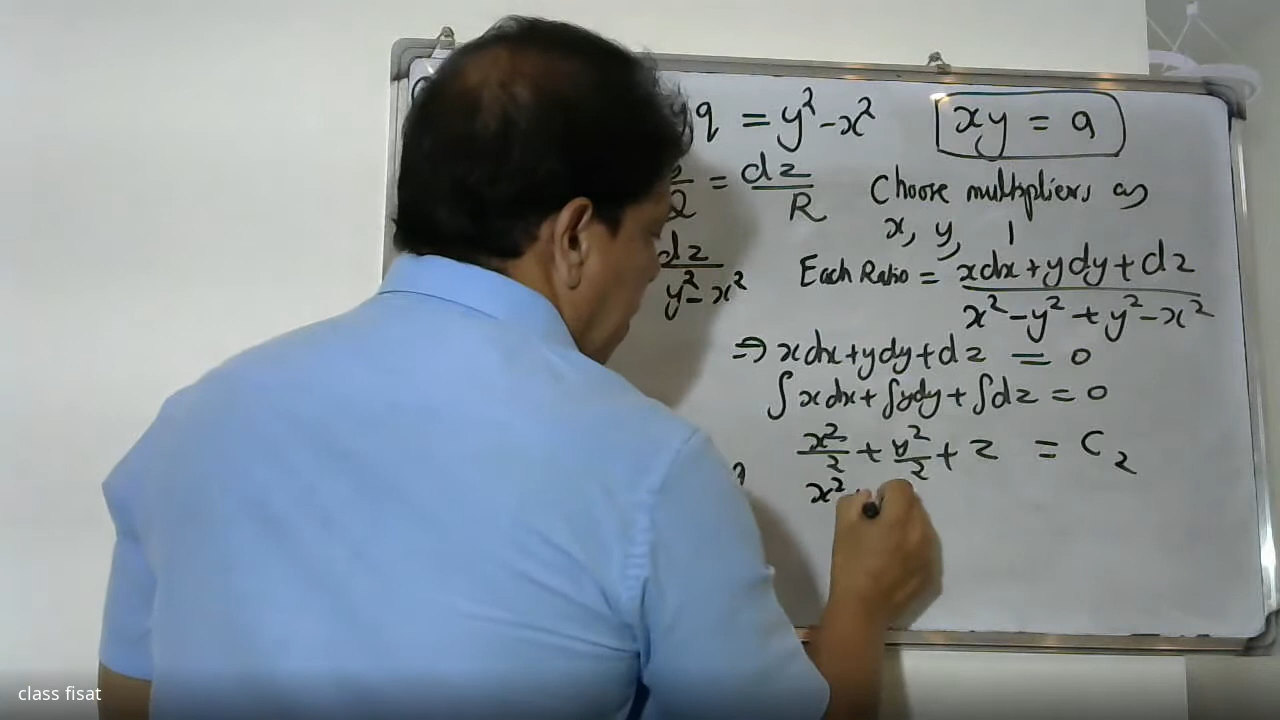 q = y² - x²
xy = a
Q = dz/R
Choose multipliers as
x, y, 1
dz/(y² - x²)
Each Ratio = (xdx + ydy + dz)/(x² - y² + y² - x²)
⇒ xdx + ydy + dz = 0
∫xdx + ∫ydy + ∫dz = 0
x²/2 + y²/2 + z = C₂
x²
class fisat